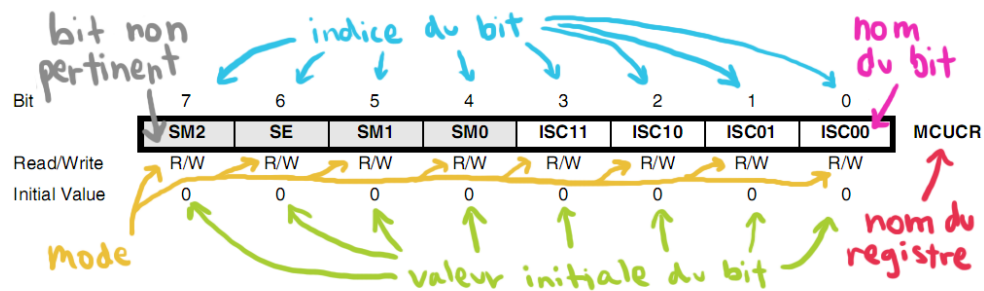 bit non
pertinent
indice du bit
nom
du bit
Bit 7 6 5 4 3 2 1 0
SM2 SE SM1 SM0 ISC11 ISC10 ISC01 ISC00 MCUCR
Read/Write R/W R/W R/W R/W R/W R/W R/W R/W
Initial Value 0 0 0 0 0 0 0 0
mode
valeur initiale du bit
nom du
registre